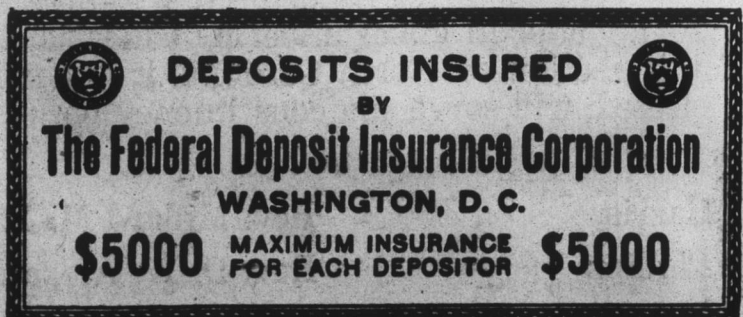 DEPOSITS INSURED
BY
The Federal Deposit Insurance Corporation
WASHINGTON, D. C.
$5000 MAXIMUM INSURANCE FOR EACH DEPOSITOR $5000